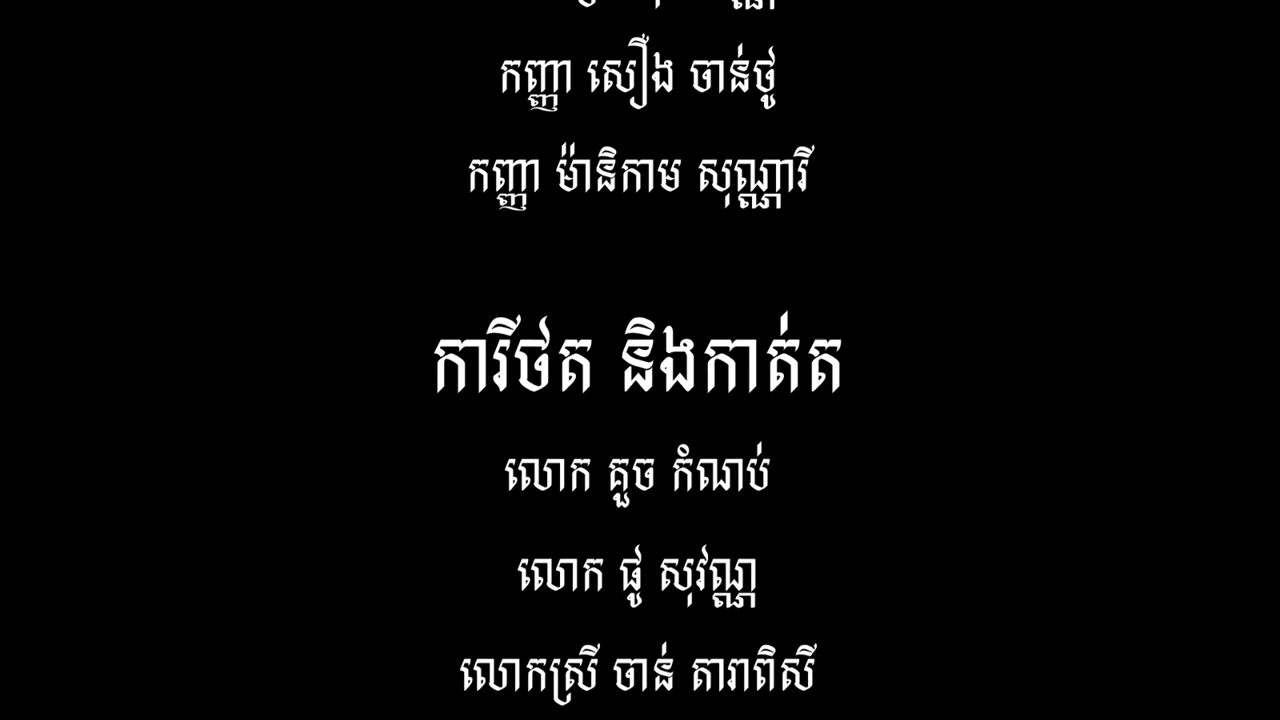 កញ្ញា សឿង ចាន់ថូ
កញ្ញា ម៉ានិកាម សុណ្ណារី
ការីថត និងកាត់ត
លោក គួច កំណប់
លោក ផូ សុវណ្ណ
លោកស្រី ចាន់ តារាពិសី